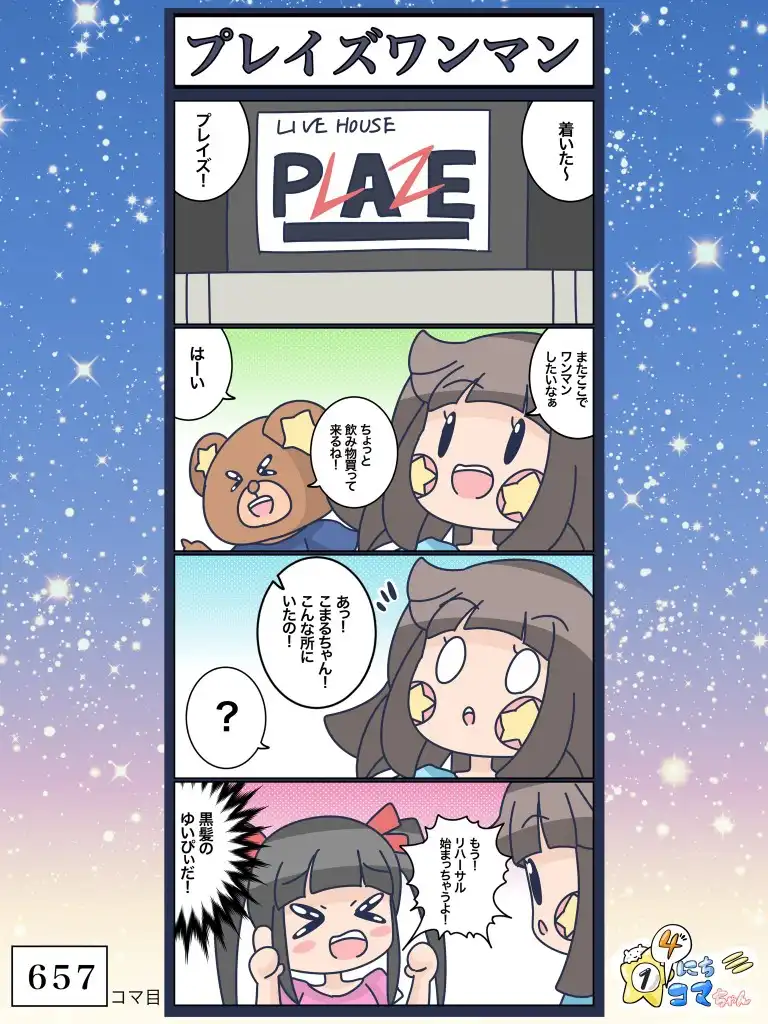 プレイズワンマン
着いた〜
LIVE HOUSE
PLAZE
プレイズ！
またここで
ワンマン
したいなぁ
ちょっと
飲み物買って
来るね！
はーい
あっ！
こまるちゃん！
こんな所に
いたの！
？
もう！
リハーサル
始まっちゃうよ！
黒髪の
ゆいぴぃだ！
657
コマ目
1
にち
4
コマ
ちゃん